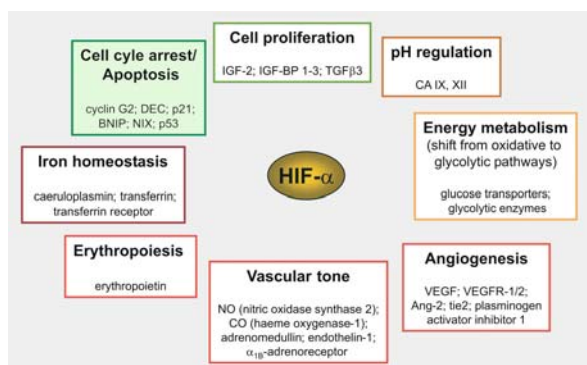 Cell proliferation
IGF-2; IGF-BP 1-3; TGFβ3
Cell cyle arrest/
Apoptosis
cyclin G2; DEC; p21;
BNIP; NIX; p53
pH regulation
CA IX, XII
Iron homeostasis
caeruloplasmin; transferrin;
transferrin receptor
HIF-α
Energy metabolism
(shift from oxidative to
glycolytic pathways)
glucose transporters;
glycolytic enzymes
Erythropoiesis
erythropoietin
Vascular tone
NO (nitric oxidase synthase 2);
CO (haeme oxygenase-1);
adrenomedullin; endothelin-1;
α1B-adrenoreceptor
Angiogenesis
VEGF; VEGFR-1/2;
Ang-2; tie2; plasminogen
activator inhibitor 1